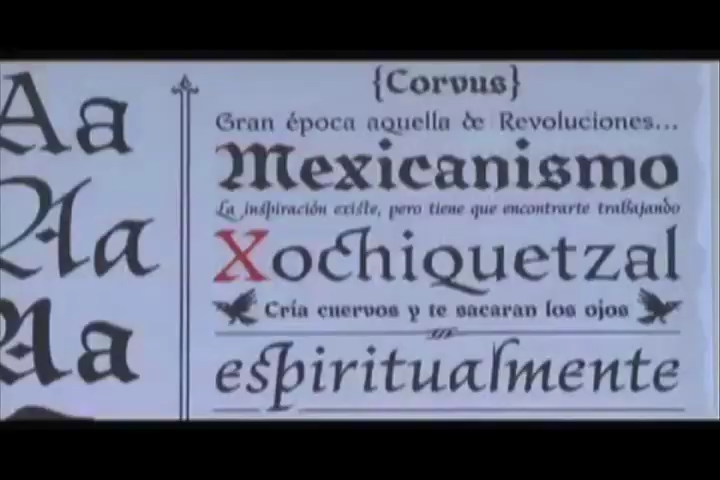 Aa
Aa
Aa
{Corvus}
Gran época aquella de Revoluciones...
Mexicanismo
La inspiración existe, pero tiene que encontrarte trabajando
Xochiquetzal
Cría cuervos y te sacaran los ojos
espiritualmente